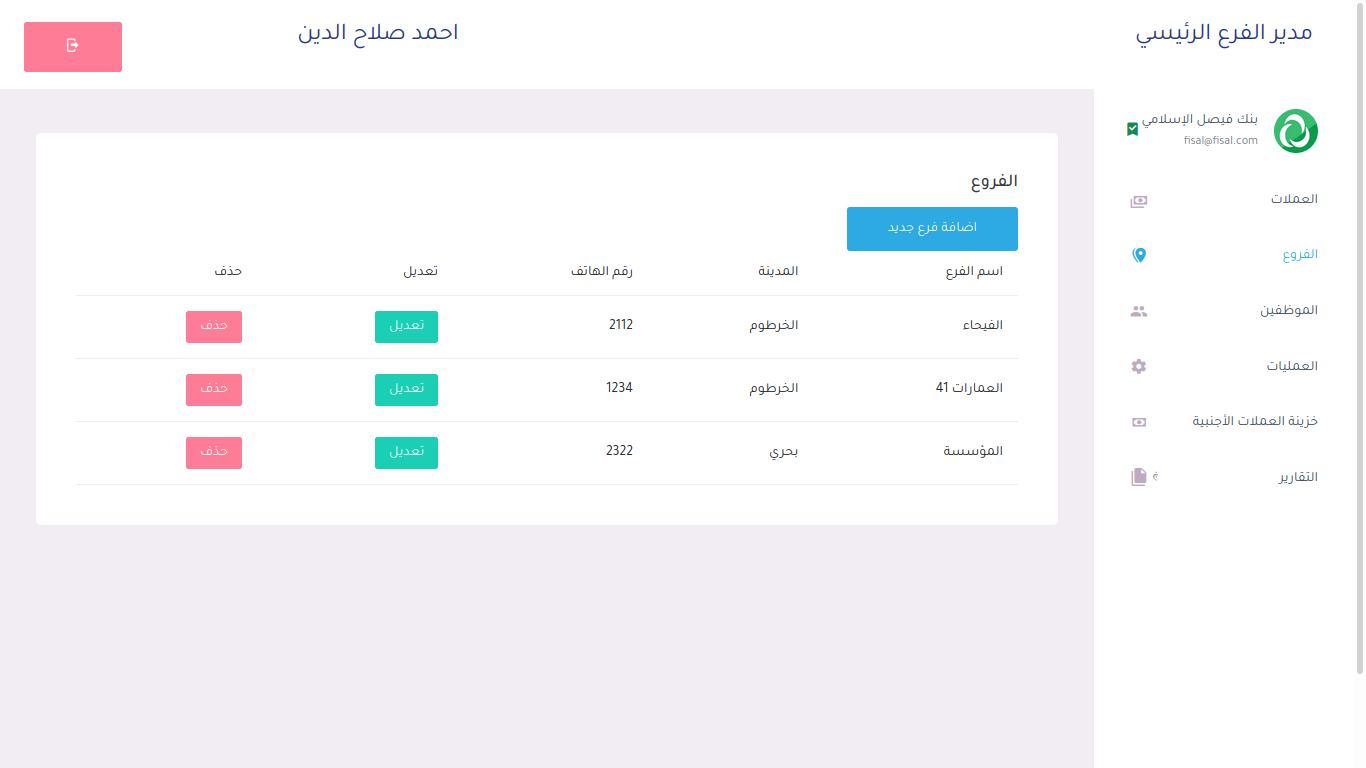 مدير الفرع الرئيسي
احمد صلاح الدين
بنك فيصل الإسلامي
fisal@fisal.com
العملات
الفروع
الموظفين
العمليات
خزينة العملات الأجنبية
التقارير
الفروع
اضافة فرع جديد
اسم الفرع المدينة رقم الهاتف تعديل حذف
الفيحاء الخرطوم 2112 تعديل حذف
العمارات 41 الخرطوم 1234 تعديل حذف
المؤسسة بحري 2322 تعديل حذف